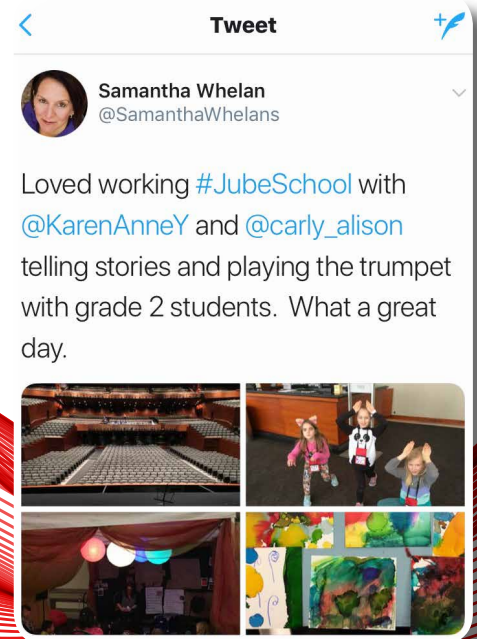 Tweet
Samantha Whelan
@SamanthaWhelans
Loved working #JubeSchool with
@KarenAnneY and @carly_alison
telling stories and playing the trumpet
with grade 2 students.  What a great
day.